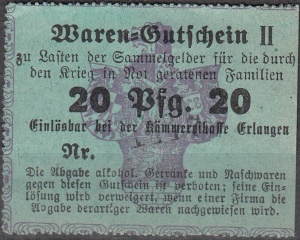 Waren-Gutschein II
zu Lasten der Sammelgelder für die durch
den Krieg in Not geratenen Familien
20 Pfg. 20
Einlösbar bei der Kämmereikasse Erlangen
Nr.
Die Abgabe alkohol. Getränke und Naschwaren
gegen diesen Gutschein ist verboten; seine Ein-
lösung wird verweigert, wenn einer Firma die
Abgabe derartiger Waren nachgewiesen wird.